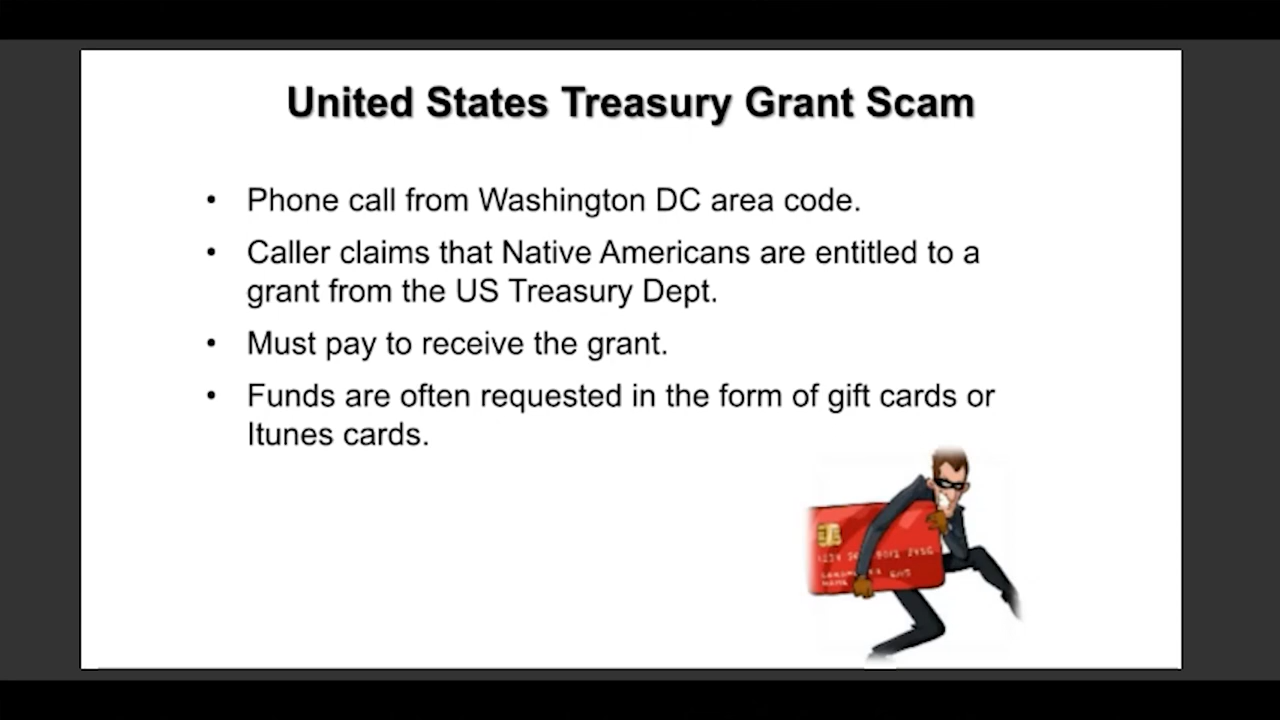 United States Treasury Grant Scam
• Phone call from Washington DC area code.
• Caller claims that Native Americans are entitled to a
grant from the US Treasury Dept.
• Must pay to receive the grant.
• Funds are often requested in the form of gift cards or
Itunes cards.